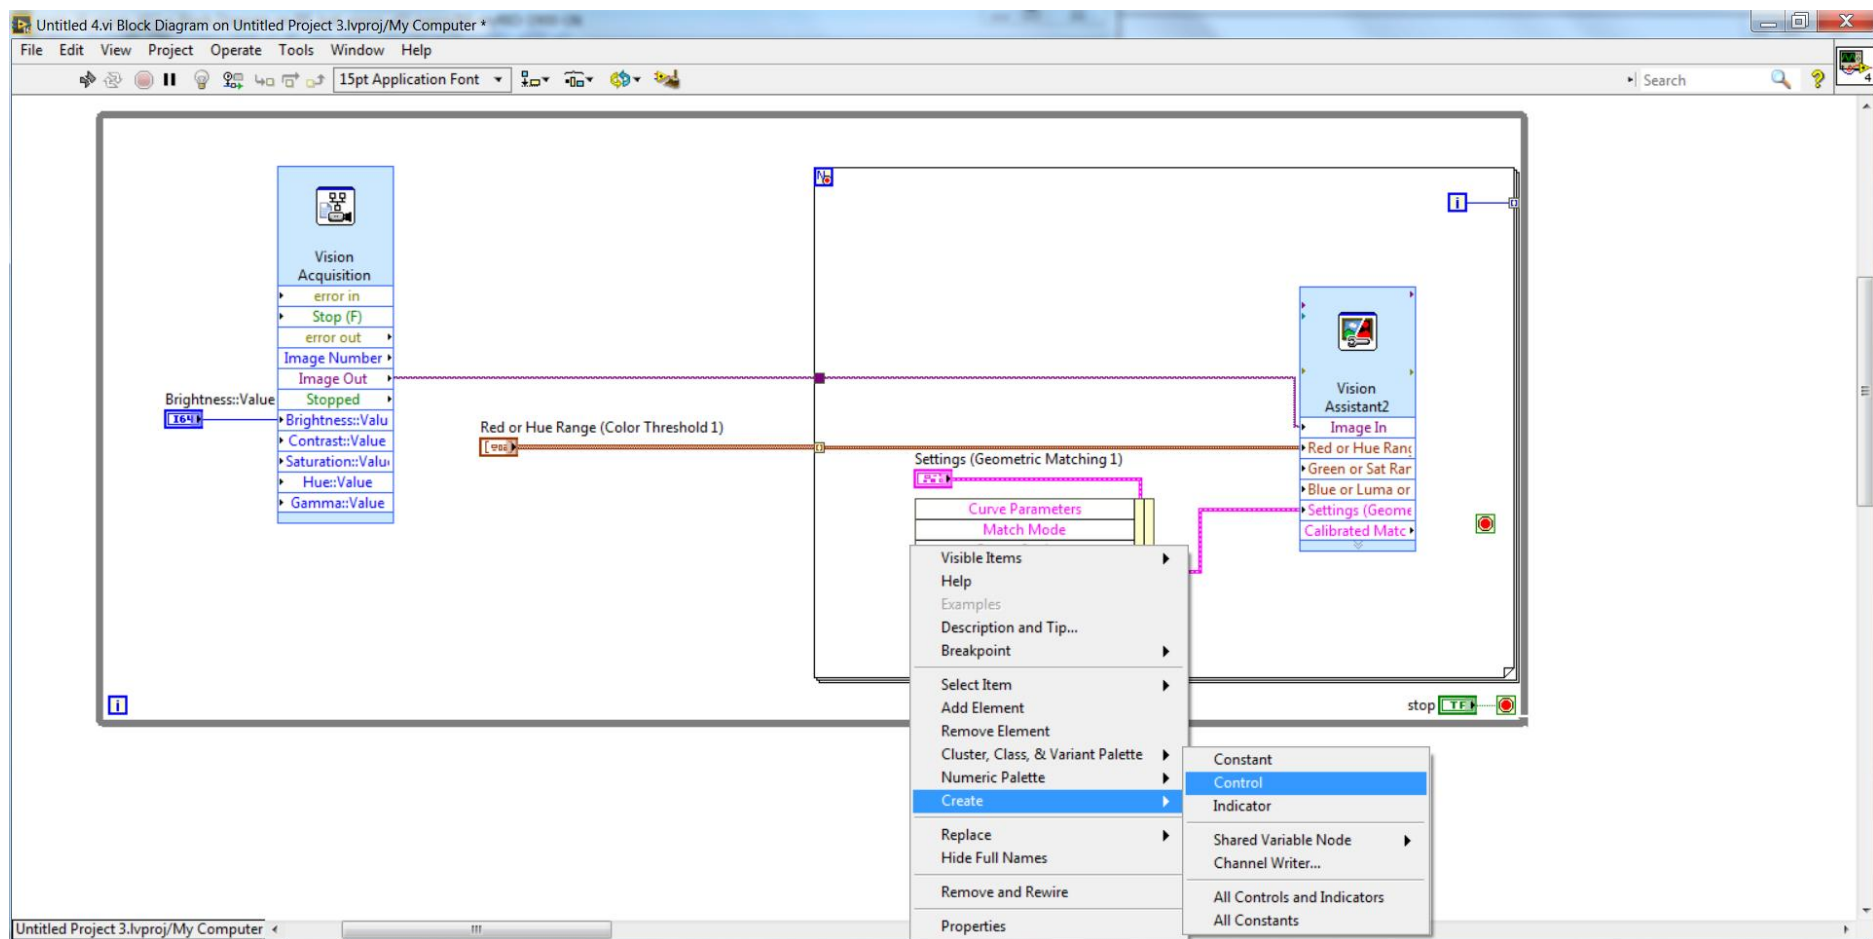 Untitled 4.vi Block Diagram on Untitled Project 3.lvproj/My Computer *
File Edit View Project Operate Tools Window Help
15pt Application Font
Search
4
N
i
Vision
Acquisition
error in
Stop (F)
error out
Image Number
Image Out
Stopped
Brightness::Value
I64
Brightness::Valu
Contrast::Value
Saturation::Valu
Hue::Value
Gamma::Value
Red or Hue Range (Color Threshold 1)
Settings (Geometric Matching 1)
Curve Parameters
Match Mode
Vision
Assistant2
Image In
Red or Hue Rang
Green or Sat Rar
Blue or Luma or
Settings (Geome
Calibrated Matc
i
stop TF
Visible Items
Help
Examples
Description and Tip...
Breakpoint
Select Item
Add Element
Remove Element
Cluster, Class, & Variant Palette
Numeric Palette
Create
Replace
Hide Full Names
Remove and Rewire
Properties
Constant
Control
Indicator
Shared Variable Node
Channel Writer...
All Controls and Indicators
All Constants
Untitled Project 3.lvproj/My Computer